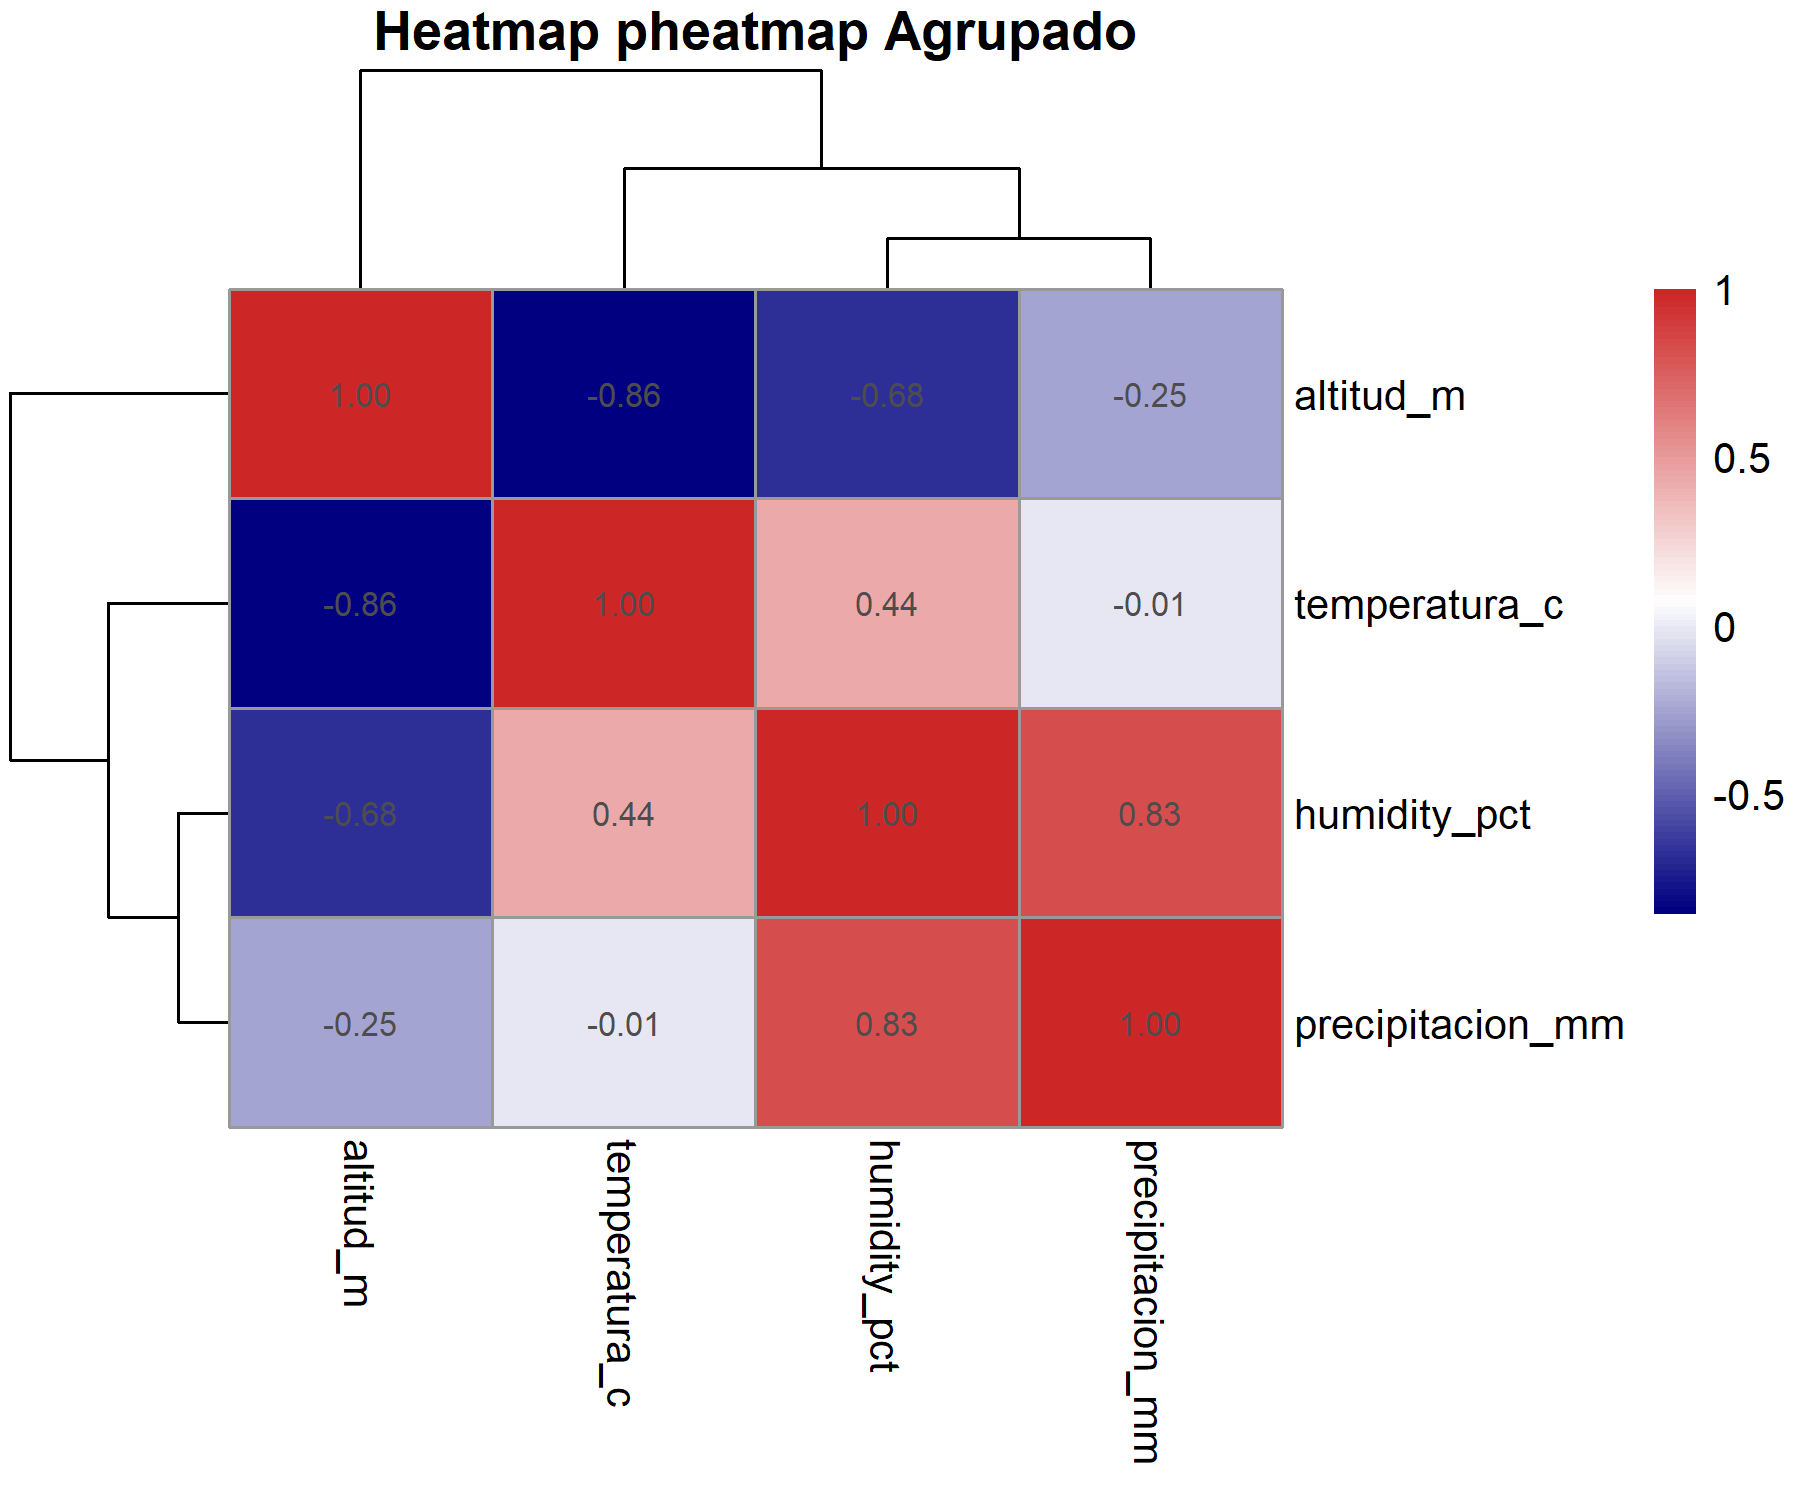 Heatmap pheatmap Agrupado
1.00 -0.86 -0.68 -0.25 altitud_m
-0.86 1.00 0.44 -0.01 temperatura_c
-0.68 0.44 1.00 0.83 humidity_pct
-0.25 -0.01 0.83 1.00 precipitacion_mm
altitud_m
temperatura_c
humidity_pct
precipitacion_mm
1
0.5
0
-0.5